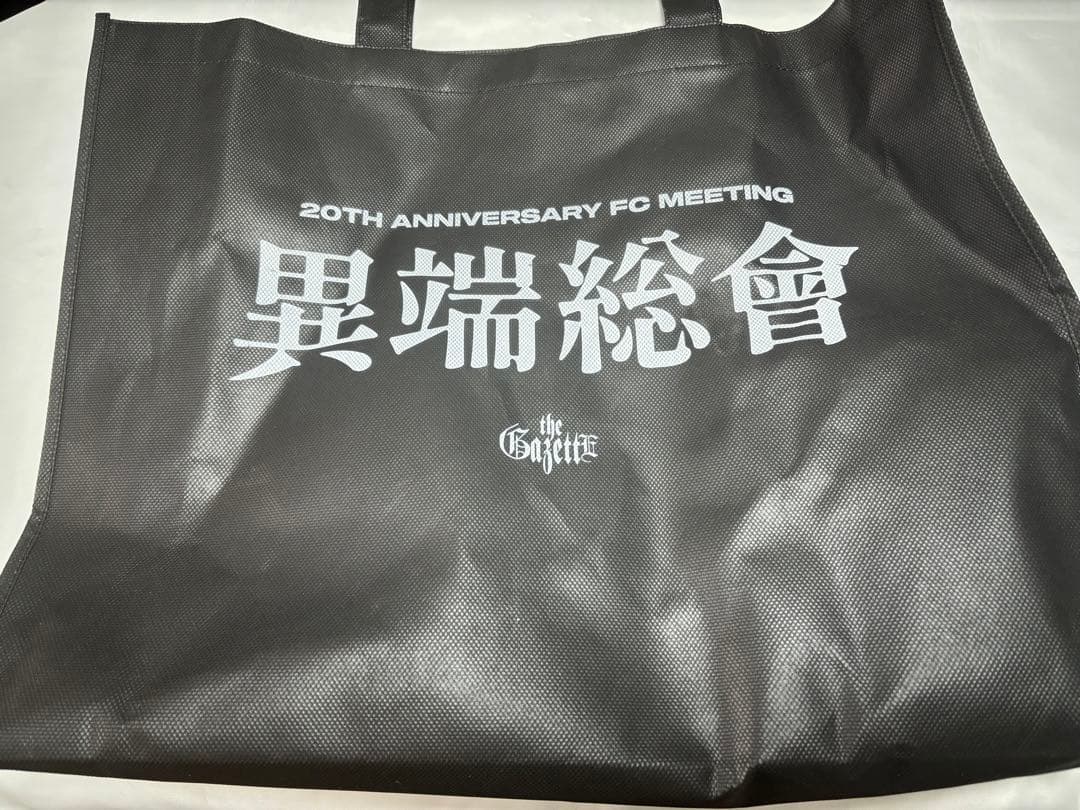 20TH ANNIVERSARY FC MEETING
異端総會
the
GazettE